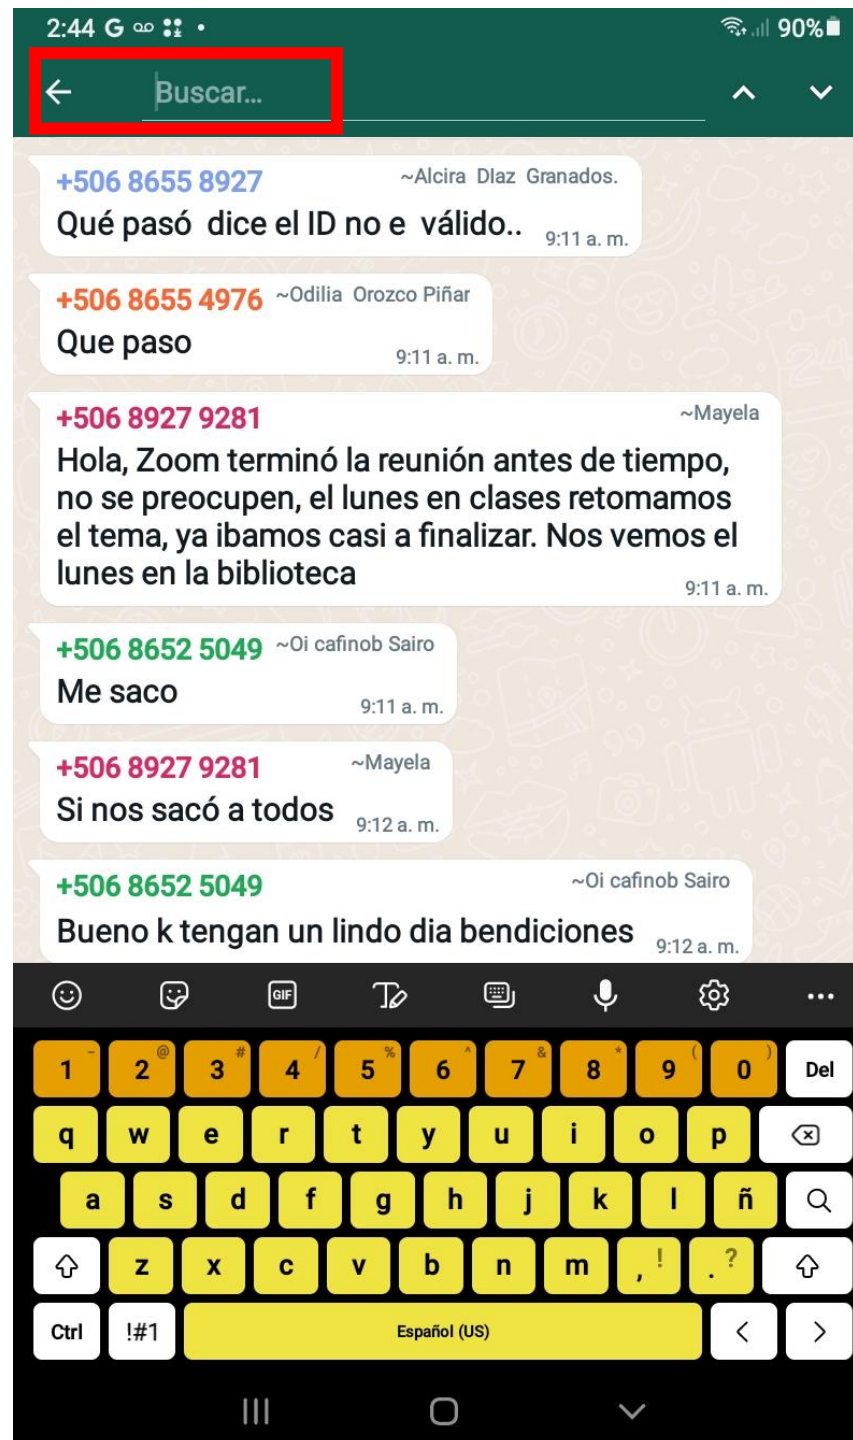 2:44 G 90%
Buscar...
+506 8655 8927 ~Alcira DIaz Granados.
Qué pasó dice el ID no e válido.. 9:11 a. m.
+506 8655 4976 ~Odilia Orozco Piñar
Que paso 9:11 a. m.
+506 8927 9281 ~Mayela
Hola, Zoom terminó la reunión antes de tiempo,
no se preocupen, el lunes en clases retomamos
el tema, ya ibamos casi a finalizar. Nos vemos el
lunes en la biblioteca 9:11 a. m.
+506 8652 5049 ~Oi cafinob Sairo
Me saco 9:11 a. m.
+506 8927 9281 ~Mayela
Si nos sacó a todos 9:12 a. m.
+506 8652 5049 ~Oi cafinob Sairo
Bueno k tengan un lindo dia bendiciones 9:12 a. m.
GIF T
1 - 2 @ 3 # 4 / 5 % 6 ^ 7 & 8 * 9 ( 0 ) Del
q w e r t y u i o p
a s d f g h j k l ñ
z x c v b n m , ! . ?
Ctrl !#1 Español (US) < >